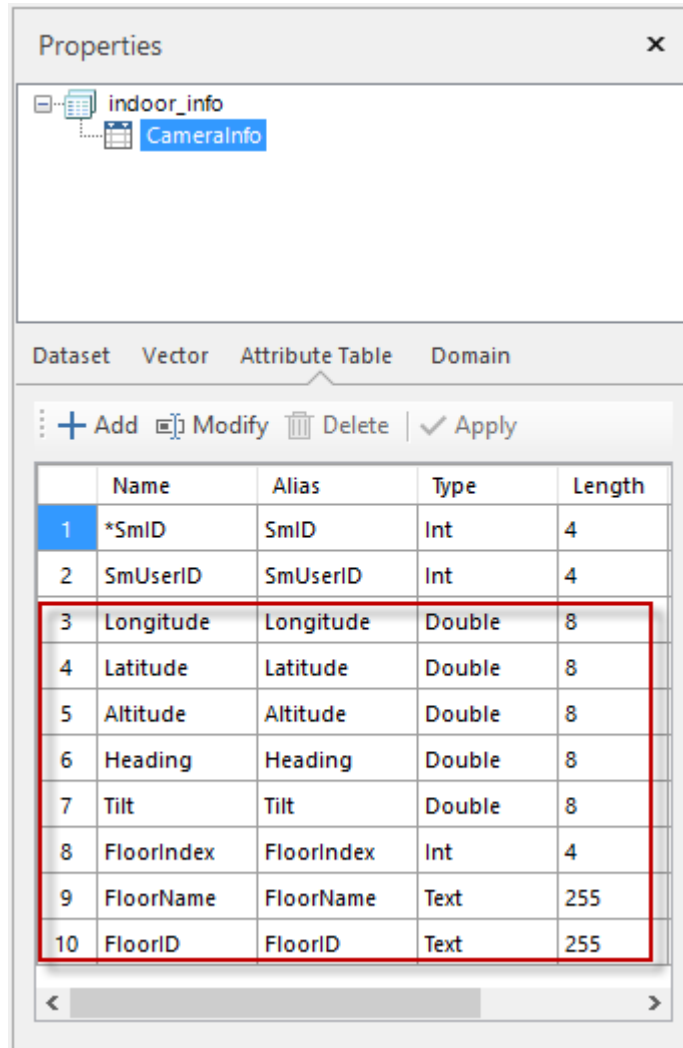 Properties
indoor_info
CameraInfo
Dataset Vector Attribute Table Domain
Add Modify Delete Apply
Name Alias Type Length
1 *SmID SmID Int 4
2 SmUserID SmUserID Int 4
3 Longitude Longitude Double 8
4 Latitude Latitude Double 8
5 Altitude Altitude Double 8
6 Heading Heading Double 8
7 Tilt Tilt Double 8
8 FloorIndex FloorIndex Int 4
9 FloorName FloorName Text 255
10 FloorID FloorID Text 255